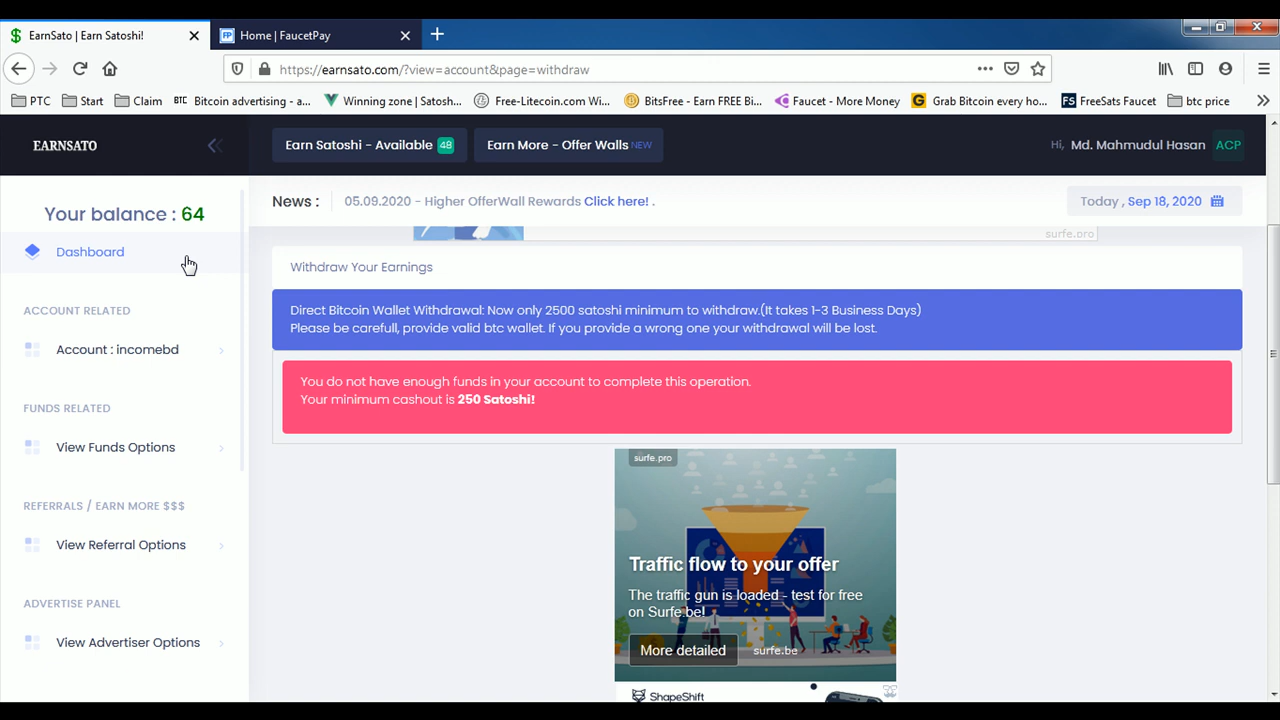 EarnSato | Earn Satoshi!
Home | FaucetPay
https://earnsato.com/?view=account&page=withdraw
PTC
Start
Claim
BTC Bitcoin advertising - a...
Winning zone | Satosh...
Free-Litecoin.com Wi...
BitsFree - Earn FREE Bi...
Faucet - More Money
G Grab Bitcoin every ho...
FS FreeSats Faucet
btc price
EARNSATO
Earn Satoshi - Available 48
Earn More - Offer Walls NEW
Hi, Md. Mahmudul Hasan ACP
Your balance : 64
News :
05.09.2020 - Higher OfferWall Rewards Click here! .
Today , Sep 18, 2020
surfe.pro
Dashboard
Withdraw Your Earnings
Direct Bitcoin Wallet Withdrawal: Now only 2500 satoshi minimum to withdraw.(It takes 1-3 Business Days)
Please be carefull, provide valid btc wallet. If you provide a wrong one your withdrawal will be lost.
ACCOUNT RELATED
Account : incomebd
You do not have enough funds in your account to complete this operation.
Your minimum cashout is 250 Satoshi!
FUNDS RELATED
View Funds Options
REFERRALS / EARN MORE $$$
View Referral Options
ADVERTISE PANEL
View Advertiser Options
surfe.pro
Traffic flow to your offer
The traffic gun is loaded - test for free
on Surfe.be!
More detailed
surfe.be
ShapeShift